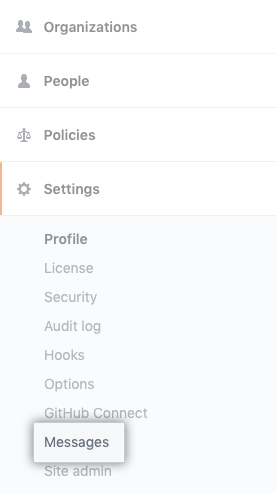 Organizations
People
Policies
Settings
Profile
License
Security
Audit log
Hooks
Options
GitHub Connect
Messages
Site admin